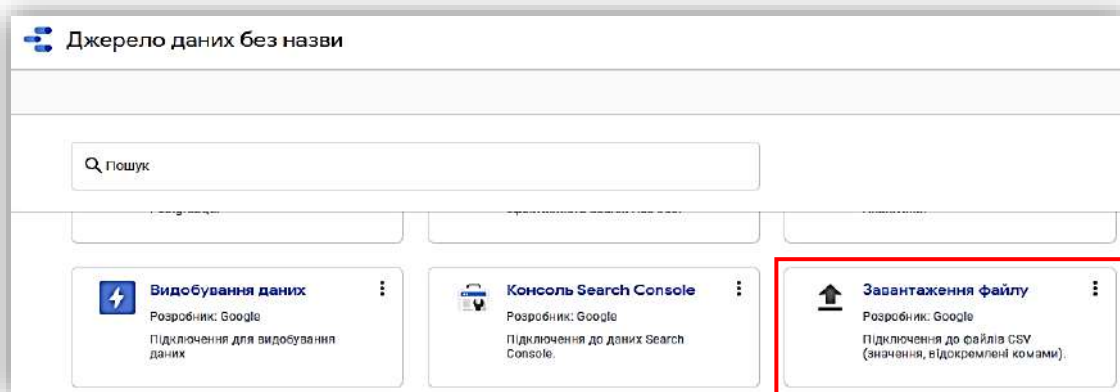 Джерело даних без назви
Пошук
Видобування даних
Розробник: Google
Підключення для видобування
даних
Консоль Search Console
Розробник: Google
Підключення до даних Search
Console.
Завантаження файлу
Розробник: Google
Підключення до файлів CSV
(значення, відокремлені комами).